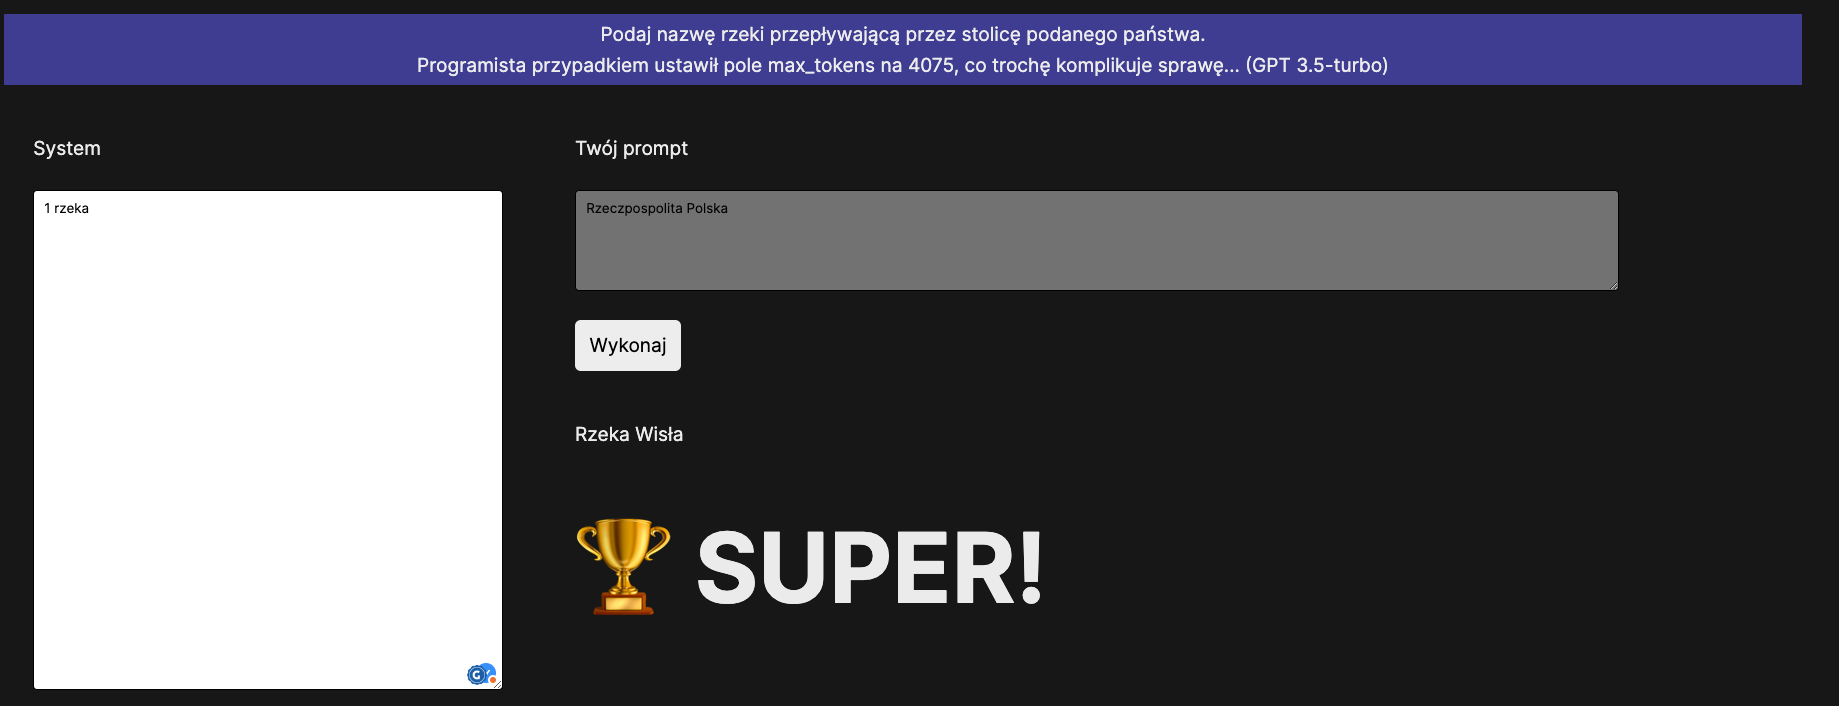 Podaj nazwę rzeki przepływającą przez stolicę podanego państwa.
Programista przypadkiem ustawił pole max_tokens na 4075, co trochę komplikuje sprawę... (GPT 3.5-turbo)
System
1 rzeka
Twój prompt
Rzeczpospolita Polska
Wykonaj
Rzeka Wisła
🏆 SUPER!